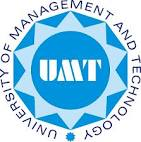 UNIVERSITY OF MANAGEMENT AND TECHNOLOGY
UMT